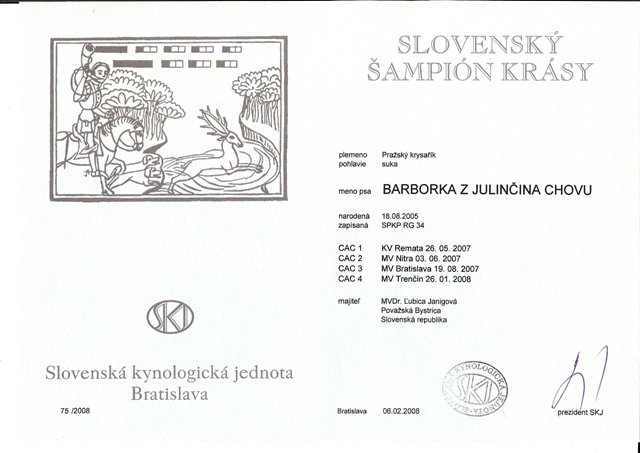 SKJ
Slovenská kynologická jednota
Bratislava
75 /2008
SLOVENSKÝ
ŠAMPIÓN KRÁSY
plemeno Pražský krysařík
pohlavie suka
meno psa BARBORKA Z JULINČINA CHOVU
narodená 18.08.2005
zapísaná SPKP RG 34
CAC 1 KV Remata 26. 05. 2007
CAC 2 MV Nitra 03. 06. 2007
CAC 3 MV Bratislava 19. 08. 2007
CAC 4 MV Trenčín 26. 01. 2008
majiteľ MVDr. Ľubica Janigová
Považská Bystrica
Slovenská republika
KYNOLOGICKÁ JEDNOTA
SKJ
Bratislava 06.02.2008
prezident SKJ